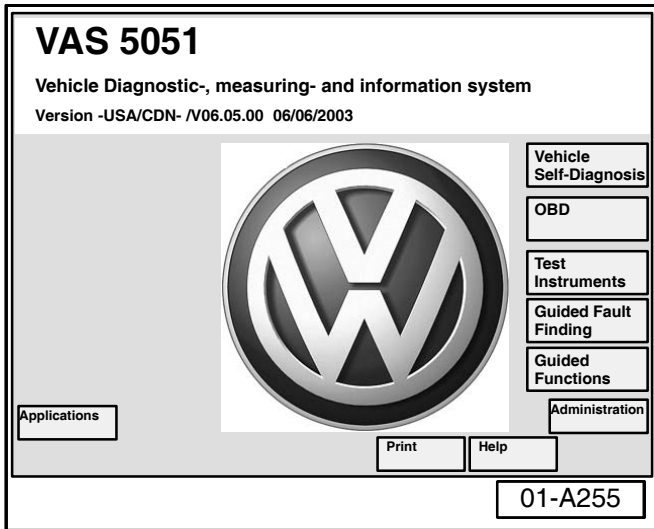 VAS 5051
Vehicle Diagnostic-, measuring- and information system
Version -USA/CDN- /V06.05.00 06/06/2003
Vehicle
Self-Diagnosis
OBD
Test
Instruments
Guided Fault
Finding
Guided
Functions
Applications
Administration
Print
Help
01-A255